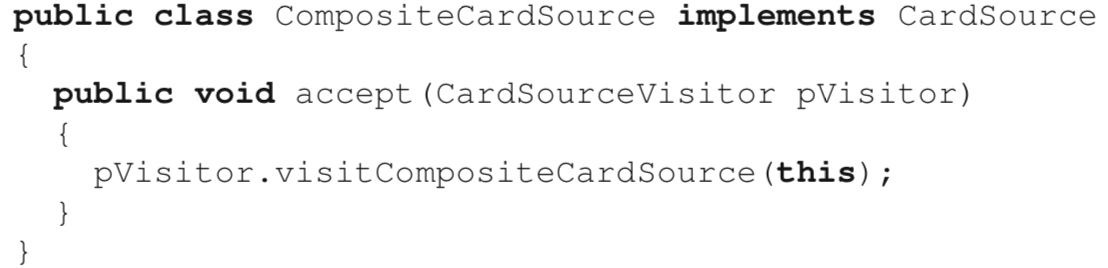 public class CompositeCardSource implements CardSource
{
  public void accept(CardSourceVisitor pVisitor)
  {
    pVisitor.visitCompositeCardSource(this);
  }
}